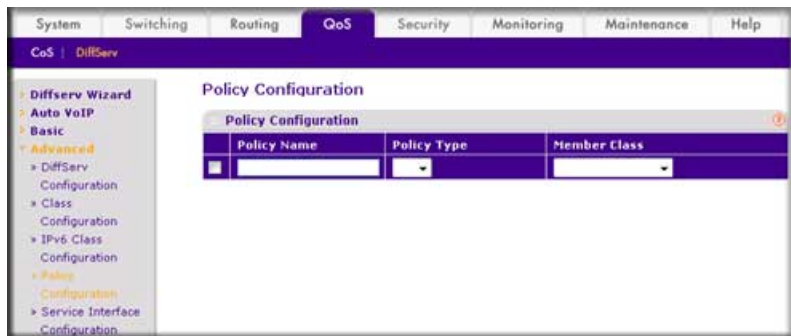 System Switching Routing QoS Security Monitoring Maintenance Help
CoS | DiffServ
Diffserv Wizard
Auto VoIP
Basic
Advanced
» DiffServ
Configuration
» Class
Configuration
» IPv6 Class
Configuration
» Policy
Configuration
» Service Interface
Configuration
Policy Configuration
Policy Configuration
Policy Name Policy Type Member Class